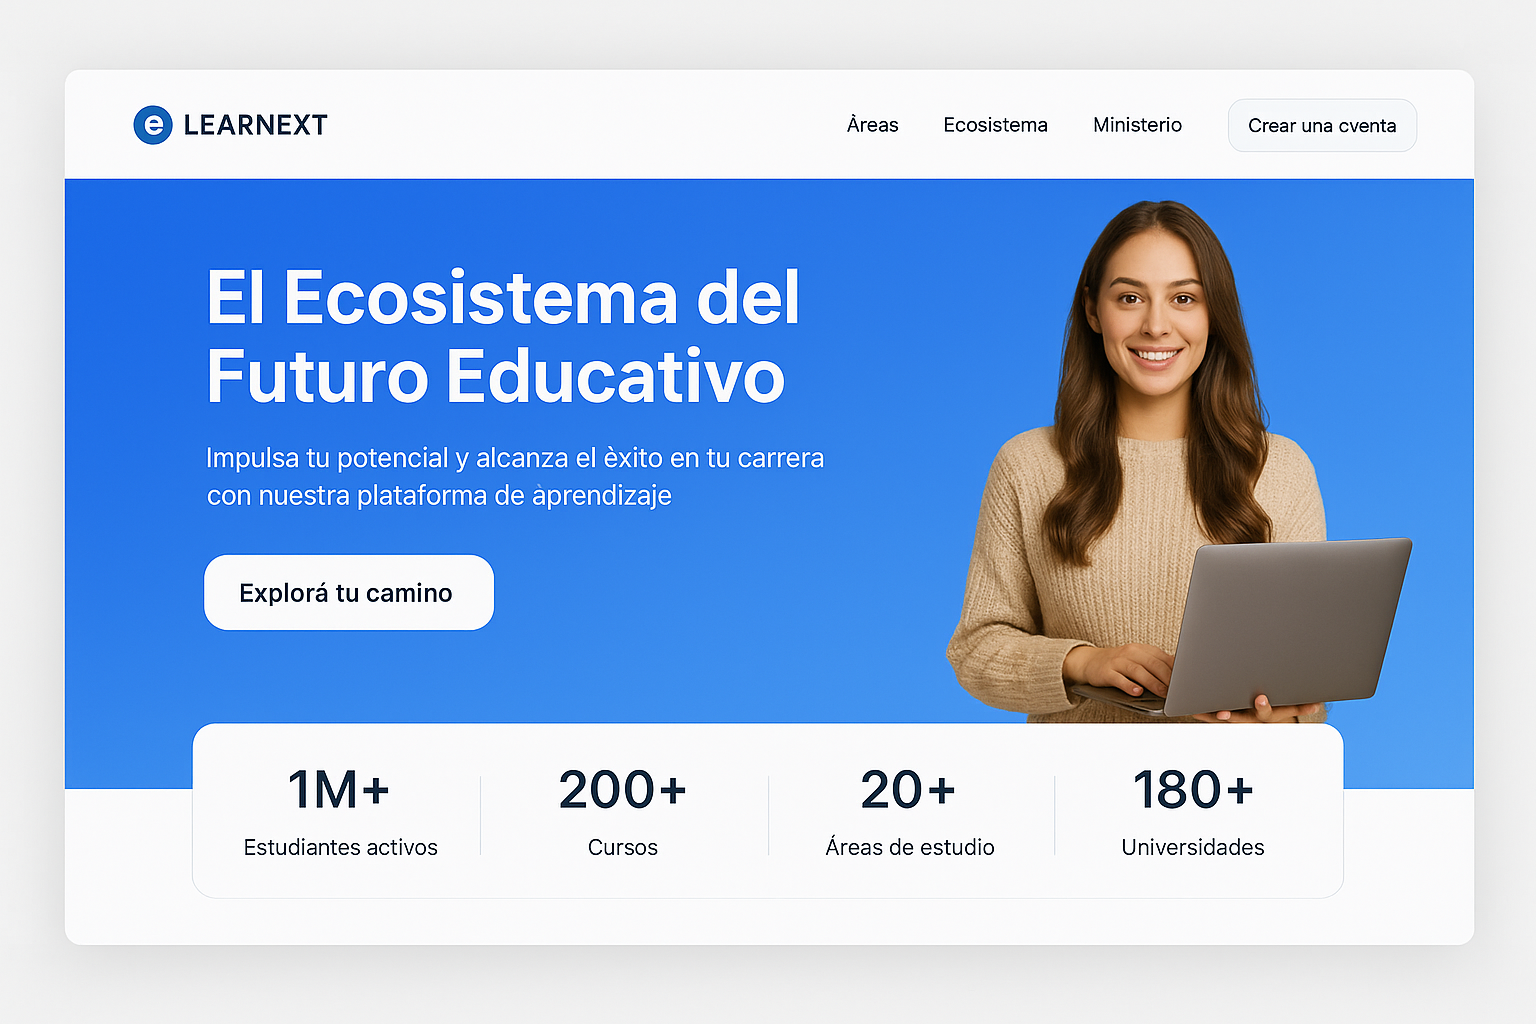 e LEARNEXT
Àreas
Ecosistema
Ministerio
Crear una cventa
El Ecosistema del
Futuro Educativo
Impulsa tu potencial y alcanza el èxito en tu carrera
con nuestra plataforma de àprendizaje
Explorá tu camino
1M+
Estudiantes activos
200+
Cursos
20+
Áreas de estudio
180+
Universidades